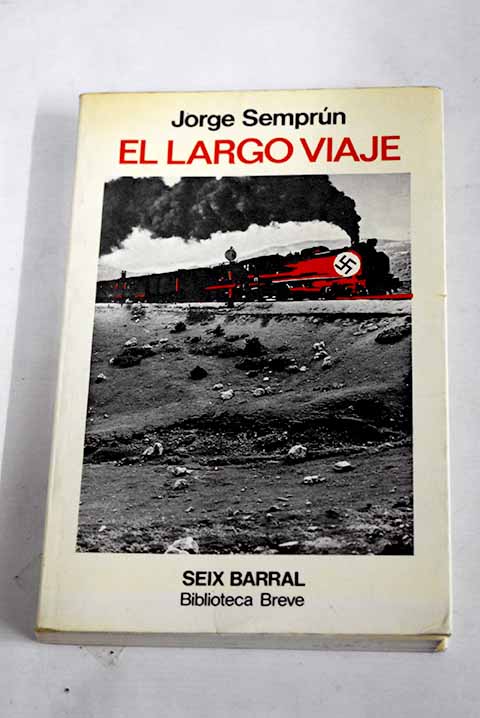 Jorge Semprún
EL LARGO VIAJE
SEIX BARRAL
Biblioteca Breve